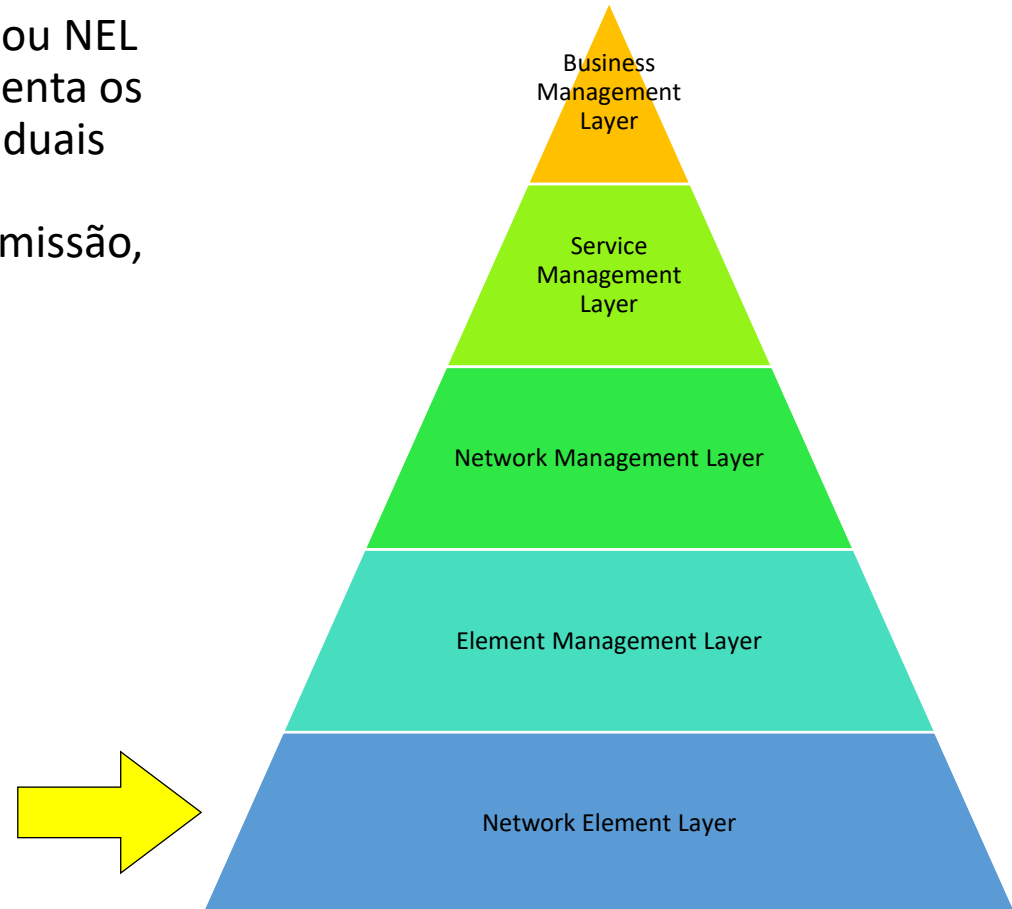 ou NEL
enta os
duais
missão,
Business
Management
Layer
Service
Management
Layer
Network Management Layer
Element Management Layer
Network Element Layer